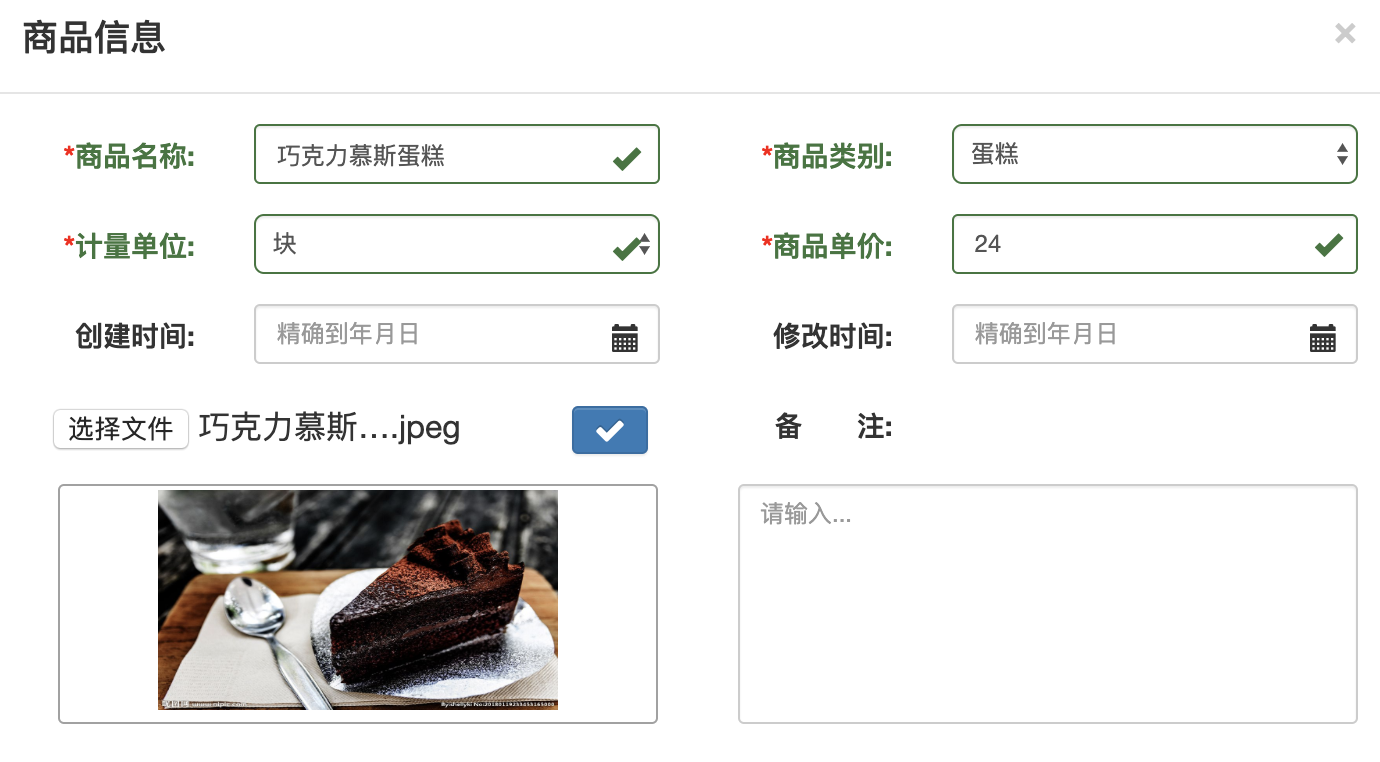 商品信息
×
*商品名称: 巧克力慕斯蛋糕
*商品类别: 蛋糕
*计量单位: 块
*商品单价: 24
创建时间: 精确到年月日
修改时间: 精确到年月日
选择文件 巧克力慕斯....jpeg
备 注:
请输入...